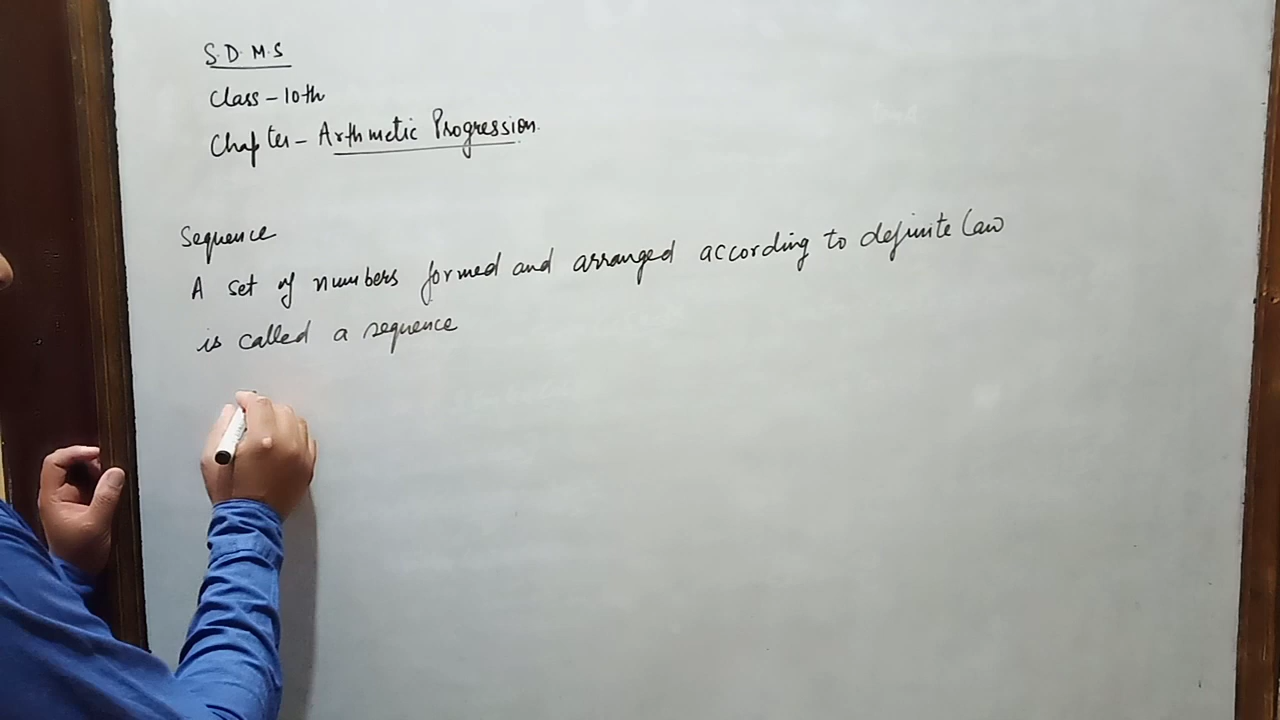 S.D.M.S
Class - 10th
Chapter - Arthmetic Progression.
Sequence
A set of numbers formed and arranged according to definite law
is called a sequence